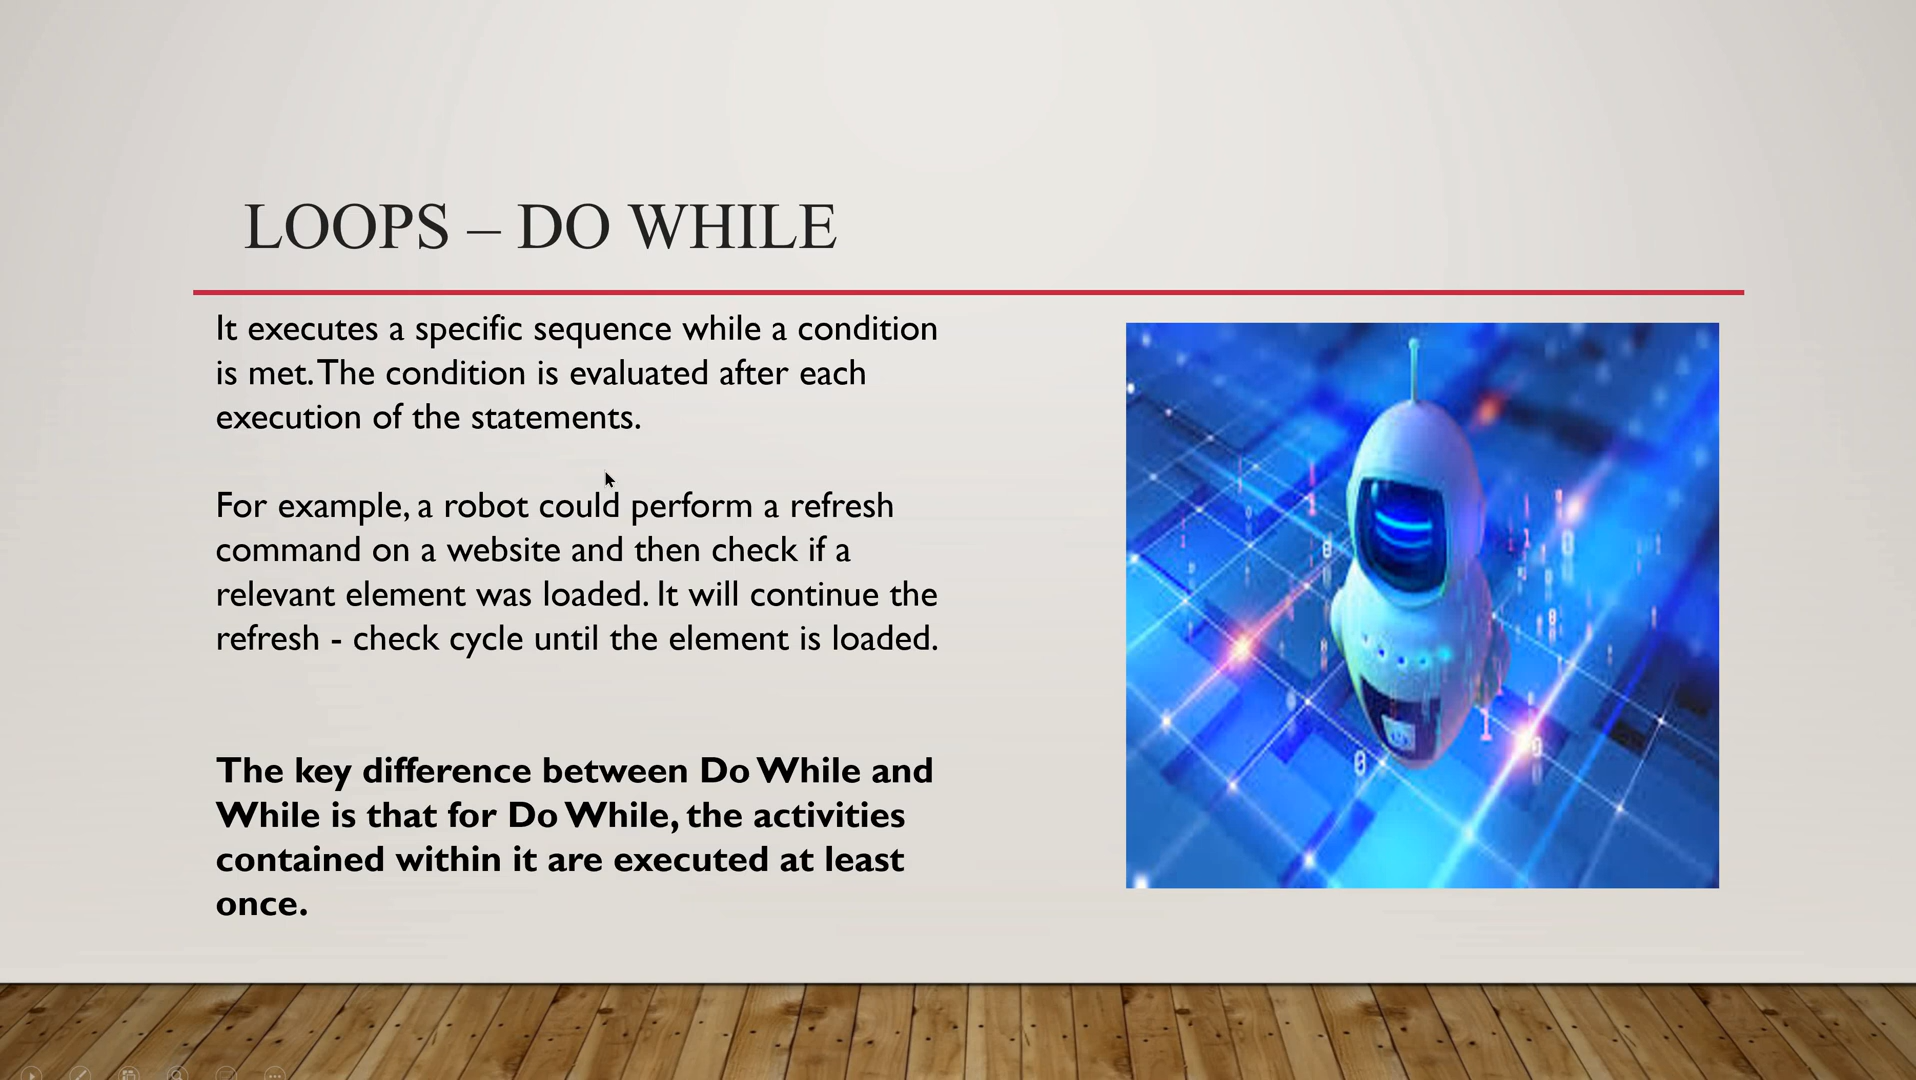 LOOPS – DO WHILE
It executes a specific sequence while a condition
is met. The condition is evaluated after each
execution of the statements.
For example, a robot could perform a refresh
command on a website and then check if a
relevant element was loaded. It will continue the
refresh - check cycle until the element is loaded.
The key difference between Do While and
While is that for Do While, the activities
contained within it are executed at least
once.